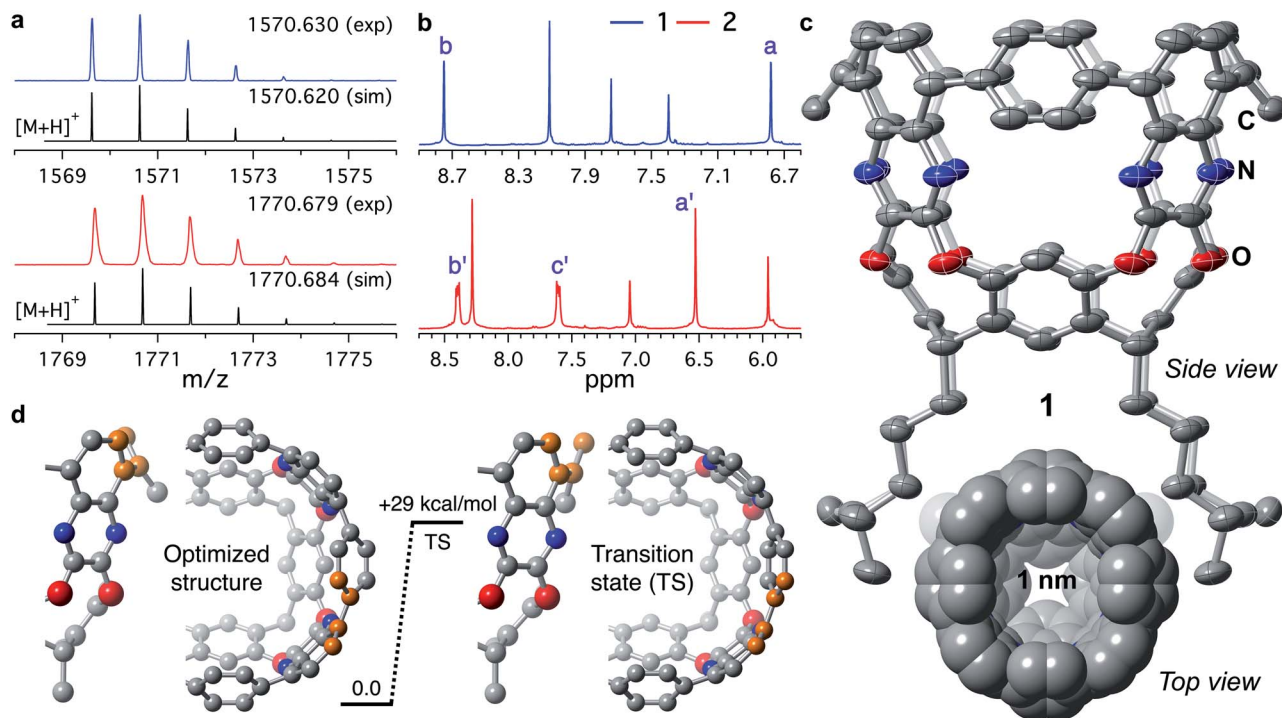 a
1570.630 (exp)
1570.620 (sim)
[M+H]+
1569 1571 1573 1575
1770.679 (exp)
1770.684 (sim)
[M+H]+
1769 1771 1773 1775
m/z
b
1 2
b a
8.7 8.3 7.9 7.5 7.1 6.7
a'
b' c'
8.5 8.0 7.5 7.0 6.5 6.0
ppm
c
C
N
O
Side view
1
1 nm
Top view
d
Optimized
structure
+29 kcal/mol
TS
0.0
Transition
state (TS)